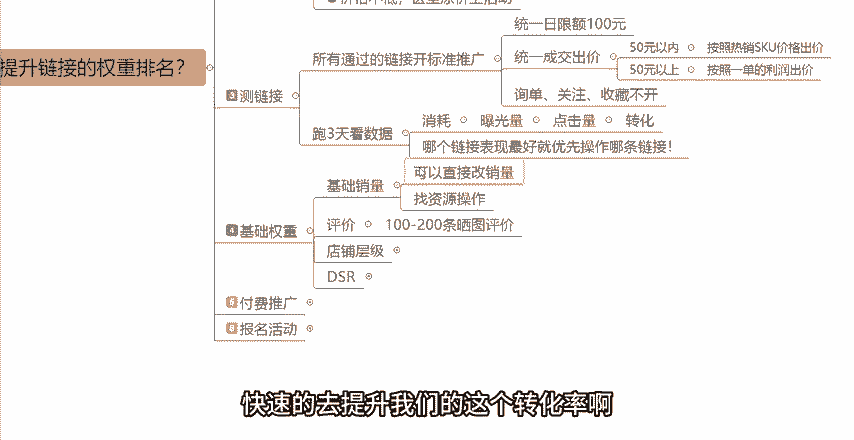 统一日限额100元
提升链接的权重排名？
所有通过的链接开标准推广
统一成交出价
50元以内
按照热销SKU价格出价
50元以上
按照一单的利润出价
询单、关注、收藏不开
测链接
跑3天看数据
消耗
曝光量
点击量
转化
哪个链接表现最好就优先操作哪条链接！
基础权重
基础销量
可以直接改销量
找资源操作
评价
100-200条晒图评价
店铺层级
DSR
付费推广
报名活动
快速的去提升我们的这个转化率啊